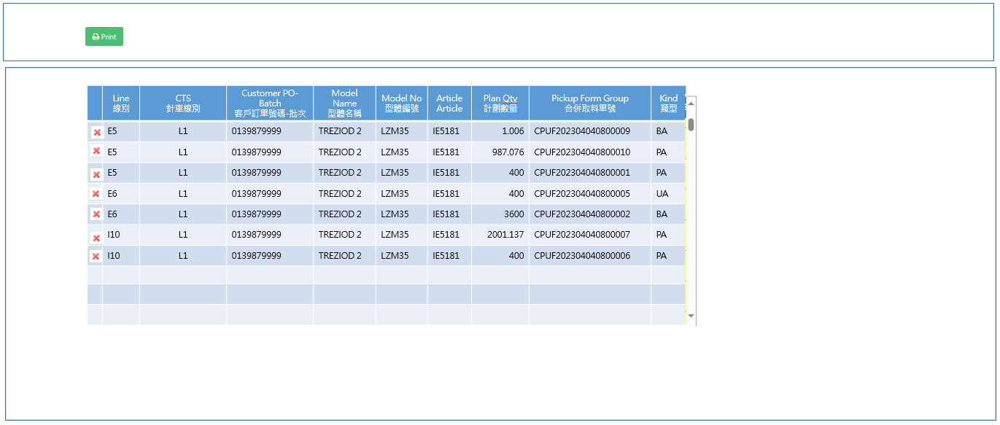 Print
Line 線別 CTS 針車線別 Customer PO-Batch 客戶訂單號碼-批次 Model Name 型體名稱 Model No 型體編號 Article Article Plan Qty 計劃數量 Pickup Form Group 合併取料單號 Kind 類型
E5 L1 0139879999 TREZIOD 2 LZM35 IE5181 1.006 CPUF202304040800009 BA
E5 L1 0139879999 TREZIOD 2 LZM35 IE5181 987.076 CPUF202304040800010 PA
E5 L1 0139879999 TREZIOD 2 LZM35 IE5181 400 CPUF202304040800001 PA
E6 L1 0139879999 TREZIOD 2 LZM35 IE5181 400 CPUF202304040800005 UA
E6 L1 0139879999 TREZIOD 2 LZM35 IE5181 3600 CPUF202304040800002 BA
I10 L1 0139879999 TREZIOD 2 LZM35 IE5181 2001.137 CPUF202304040800007 PA
I10 L1 0139879999 TREZIOD 2 LZM35 IE5181 400 CPUF202304040800006 PA